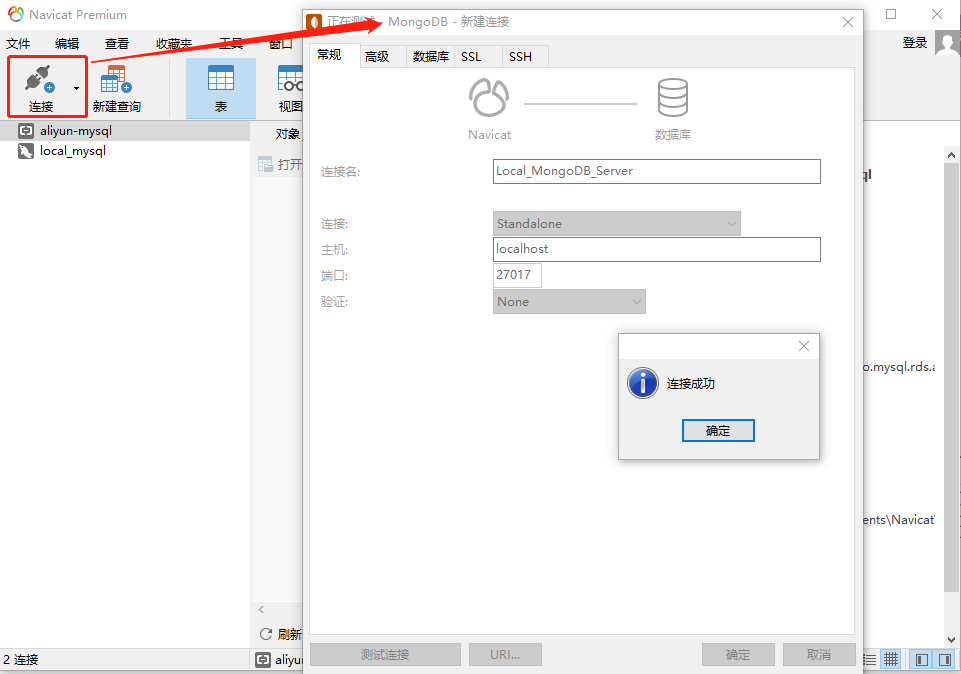 Navicat Premium
正在测试 MongoDB - 新建连接
文件 编辑 查看 收藏夹 工具 窗口
登录
连接
新建查询
表
视图
常规 高级 数据库 SSL SSH
Navicat
数据库
aliyun-mysql
local_mysql
对象
打开
连接名: Local_MongoDB_Server
连接: Standalone
主机: localhost
端口: 27017
验证: None
连接成功
确定
o.mysql.rds.a
ents\Navicat
刷新
测试连接 URI... 确定 取消
2 连接
aliyu